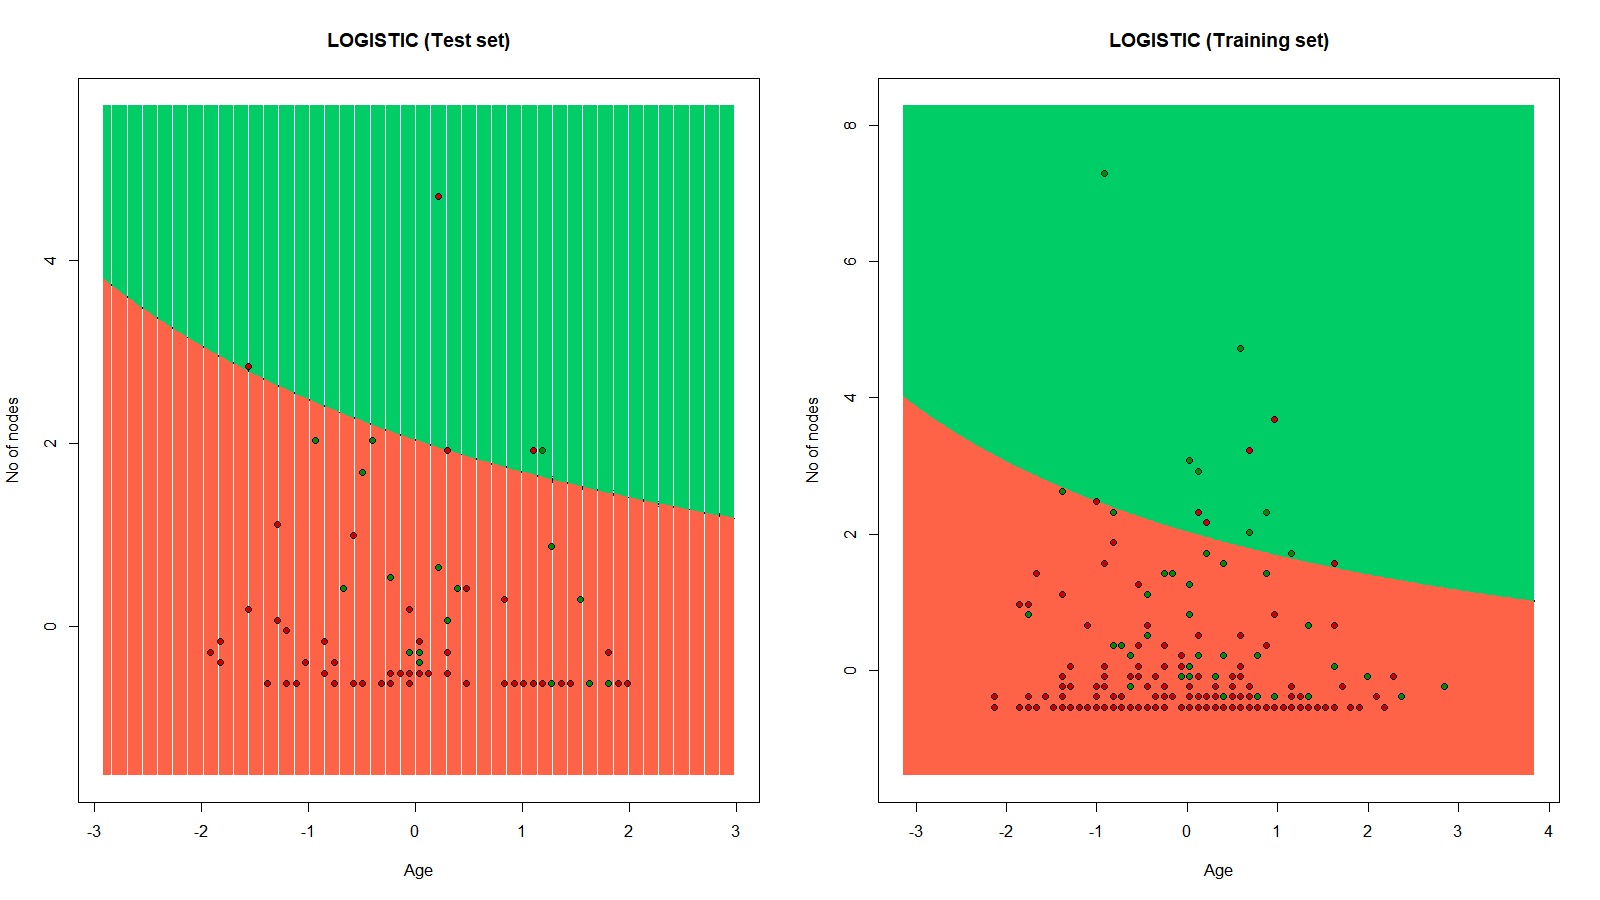 LOGISTIC (Test set)
No of nodes
4
2
0
-3 -2 -1 0 1 2 3
Age
LOGISTIC (Training set)
No of nodes
8
6
4
2
0
-3 -2 -1 0 1 2 3 4
Age